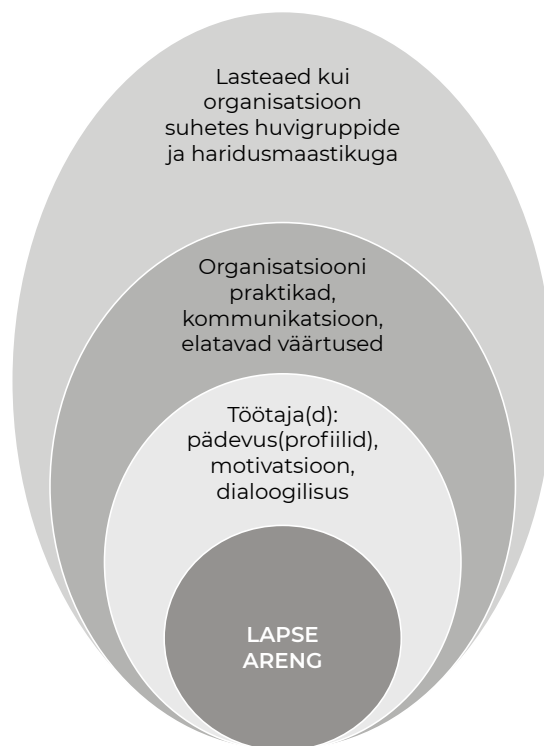 Lasteaed kui
organisatsioon
suhetes huvigruppide
ja haridusmaastikuga
Organisatsiooni
praktikad,
kommunikatsioon,
elatavad väärtused
Töötaja(d):
pädevus(profiilid),
motivatsioon,
dialoogilisus
LAPSE
ARENG